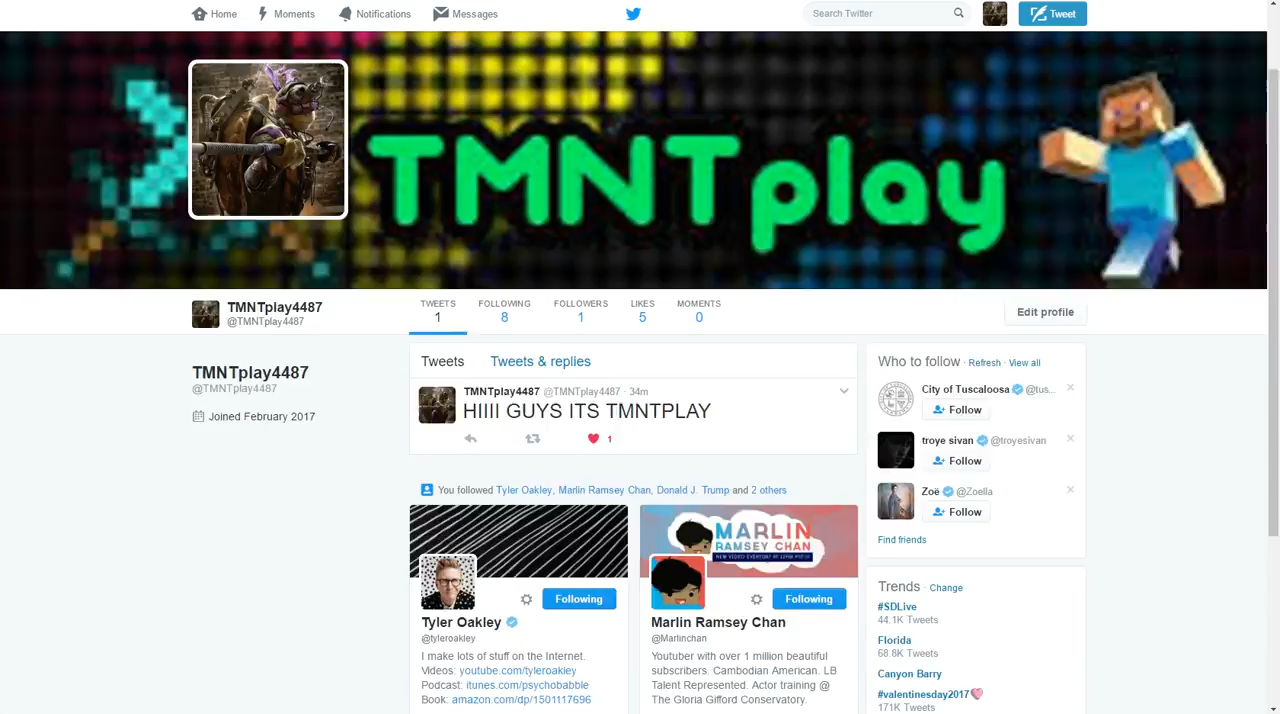 Home Moments Notifications Messages Search Twitter Tweet
TMNTplay
TMNTplay4487
@TMNTplay4487
TWEETS FOLLOWING FOLLOWERS LIKES MOMENTS
1 8 1 5 0
Edit profile
TMNTplay4487
@TMNTplay4487
Joined February 2017
Tweets Tweets & replies
TMNTplay4487 @TMNTplay4487 · 34m
HIIII GUYS ITS TMNTPLAY
1
You followed Tyler Oakley, Marlin Ramsey Chan, Donald J. Trump and 2 others
Following
Tyler Oakley
@tyleroakley
I make lots of stuff on the Internet.
Videos: youtube.com/tyleroakley
Podcast: itunes.com/psychobabble
Book: amazon.com/dp/1501117696
MARLIN
RAMSEY CHAN
NEW VIDEO EVERYDAY
Following
Marlin Ramsey Chan
@Marlinchan
Youtuber with over 1 million beautiful
subscribers. Cambodian American. LB
Talent Represented. Actor training @
The Gloria Gifford Conservatory.
Who to follow · Refresh · View all
City of Tuscaloosa @tus...
Follow
troye sivan @troyesivan
Follow
Zoë @Zoella
Follow
Find friends
Trends · Change
#SDLive
44.1K Tweets
Florida
68.8K Tweets
Canyon Barry
#valentinesday2017
171K Tweets